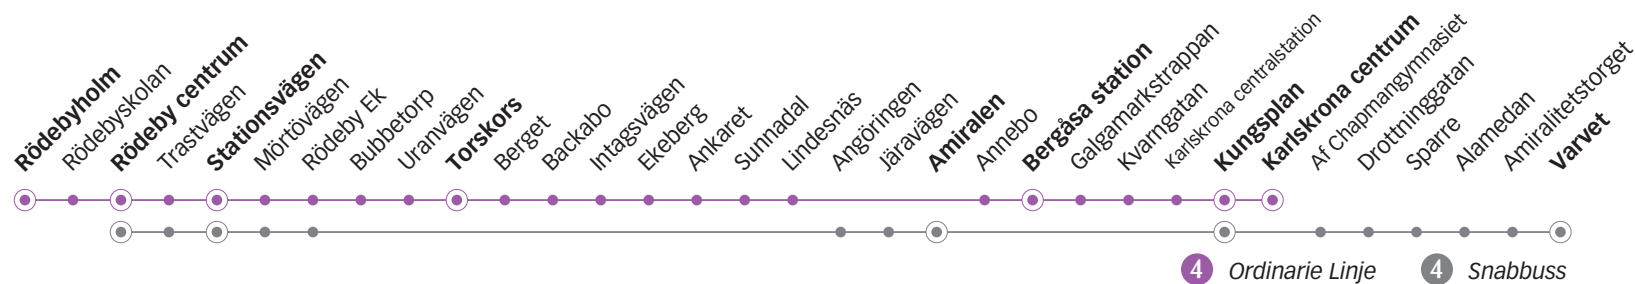 Rödebyholm
Rödebyskolan
Rödeby centrum
Trastvägen
Stationsvägen
Mörtövägen
Rödeby Ek
Bubbetorp
Uranvägen
Torskors
Berget
Backabo
Intagsvägen
Ekeberg
Ankaret
Sunnadal
Lindesnäs
Angöringen
Järavägen
Amiralen
Annebo
Bergåsa station
Galgamarkstrappan
Kvarngatan
Karlskrona centralstation
Kungsplan
Karlskrona centrum
Af Chapmangymnasiet
Drottninggatan
Sparre
Alamedan
Amiralitetstorget
Varvet
4 Ordinarie Linje
4 Snabbuss